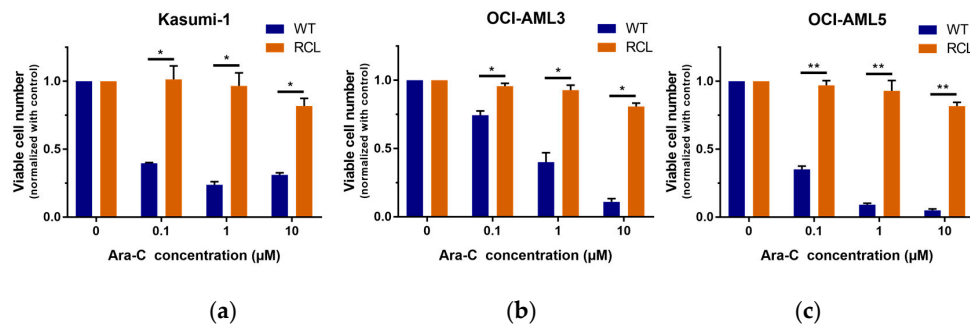 Kasumi-1
WT
RCL
Viable cell number
(normalized with control)
1.0
0.5
0.0
* * *
0 0.1 1 10
Ara-C concentration (µM)
(a)
OCI-AML3
WT
RCL
Viable cell number
(normalized with control)
1.0
0.5
0.0
* * *
0 0.1 1 10
Ara-C concentration (µM)
(b)
OCI-AML5
WT
RCL
Viable cell number
(normalized with control)
1.0
0.5
0.0
** ** **
0 0.1 1 10
Ara-C concentration (µM)
(c)